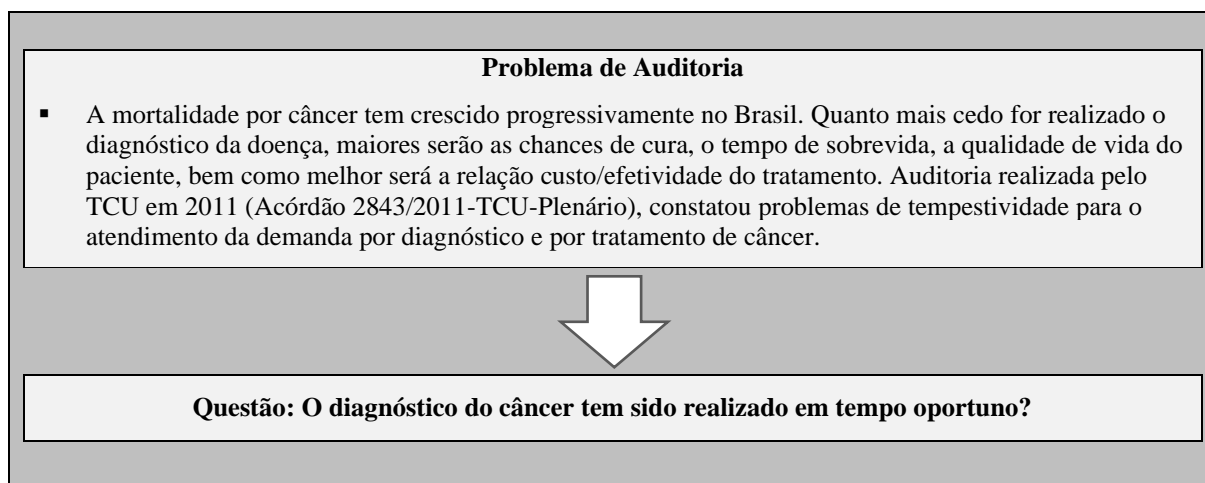 Problema de Auditoria
▪ A mortalidade por câncer tem crescido progressivamente no Brasil. Quanto mais cedo for realizado o
diagnóstico da doença, maiores serão as chances de cura, o tempo de sobrevida, a qualidade de vida do
paciente, bem como melhor será a relação custo/efetividade do tratamento. Auditoria realizada pelo
TCU em 2011 (Acórdão 2843/2011-TCU-Plenário), constatou problemas de tempestividade para o
atendimento da demanda por diagnóstico e por tratamento de câncer.
Questão: O diagnóstico do câncer tem sido realizado em tempo oportuno?